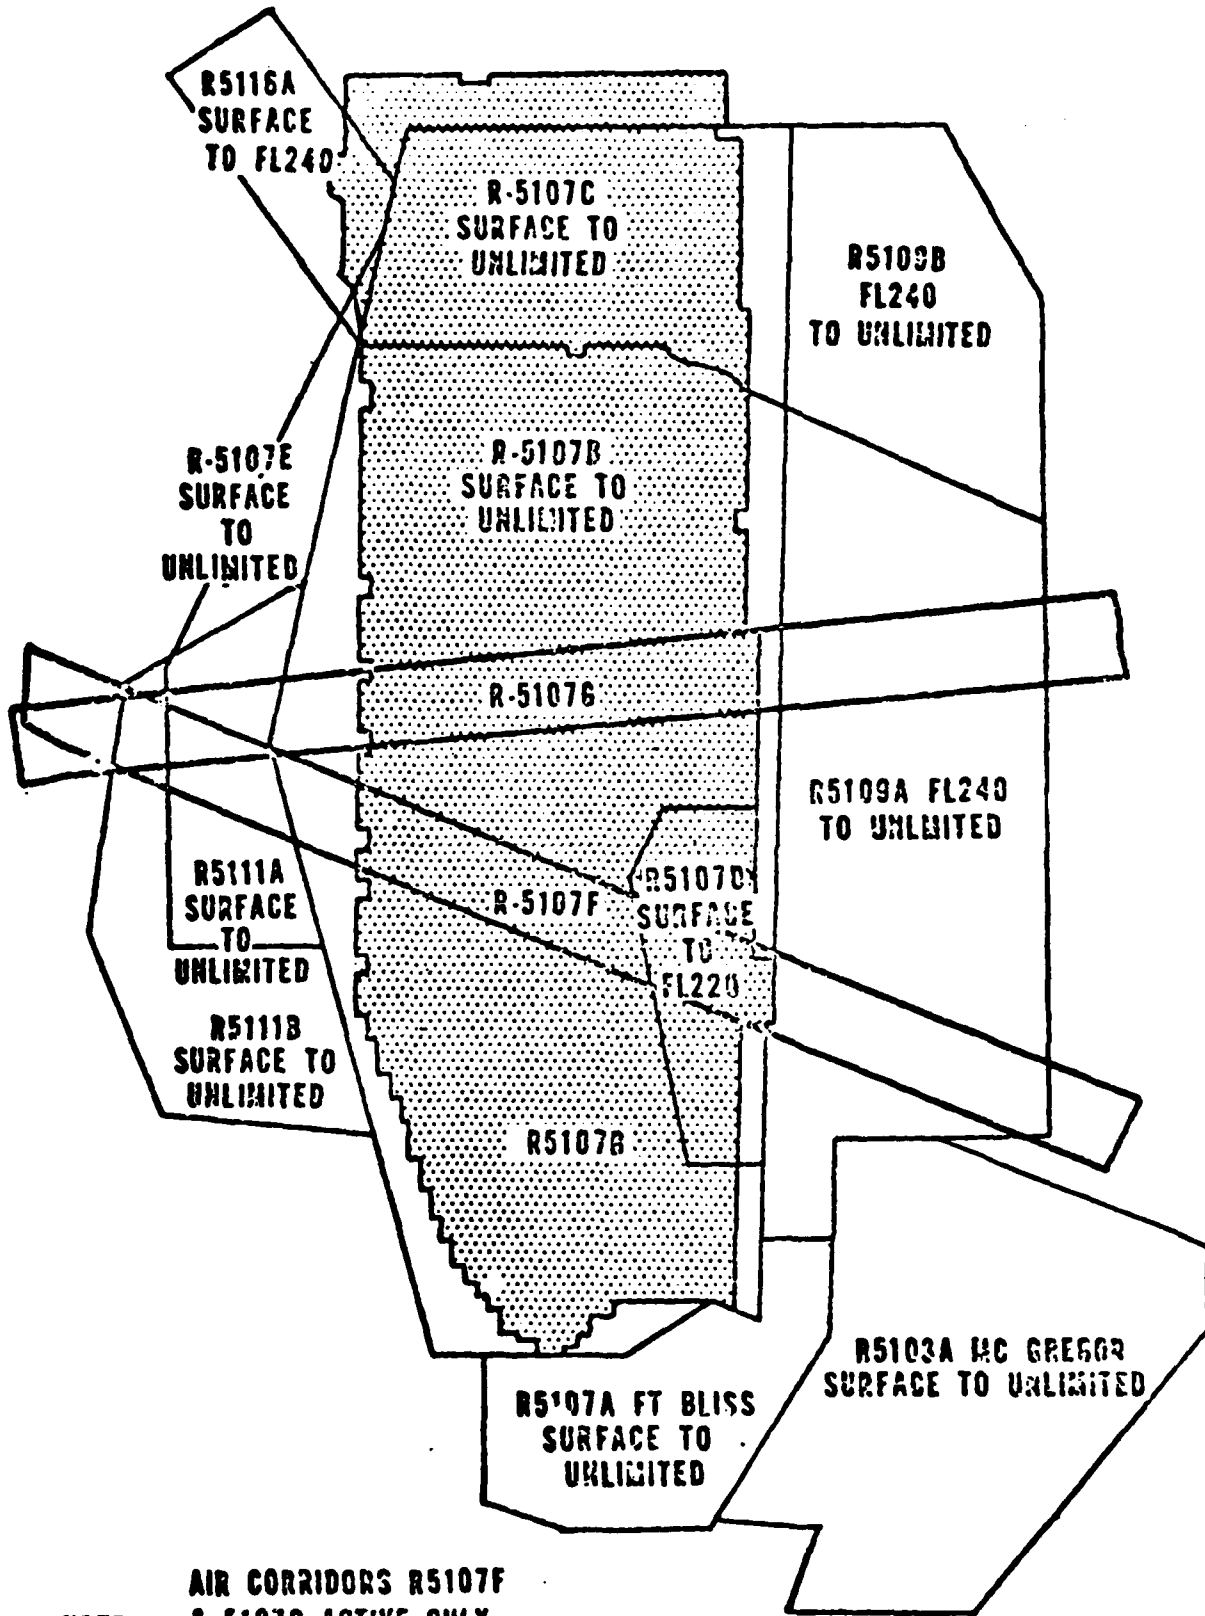 R5116A
SURFACE
TO FL240
R-5107C
SURFACE TO
UNLIMITED
R5109B
FL240
TO UNLIMITED
R-5107E
SURFACE
TO
UNLIMITED
R-5107B
SURFACE TO
UNLIMITED
R-5107G
R5109A FL240
TO UNLIMITED
R5111A
SURFACE
TO
UNLIMITED
R-5107F
R5107D
SURFACE
TO
FL220
R5111B
SURFACE TO
UNLIMITED
R5107B
R5103A MC GREGOR
SURFACE TO UNLIMITED
R5107A FT BLISS
SURFACE TO
UNLIMITED
AIR CORRIDORS R5107F
ACTIVE ONLY